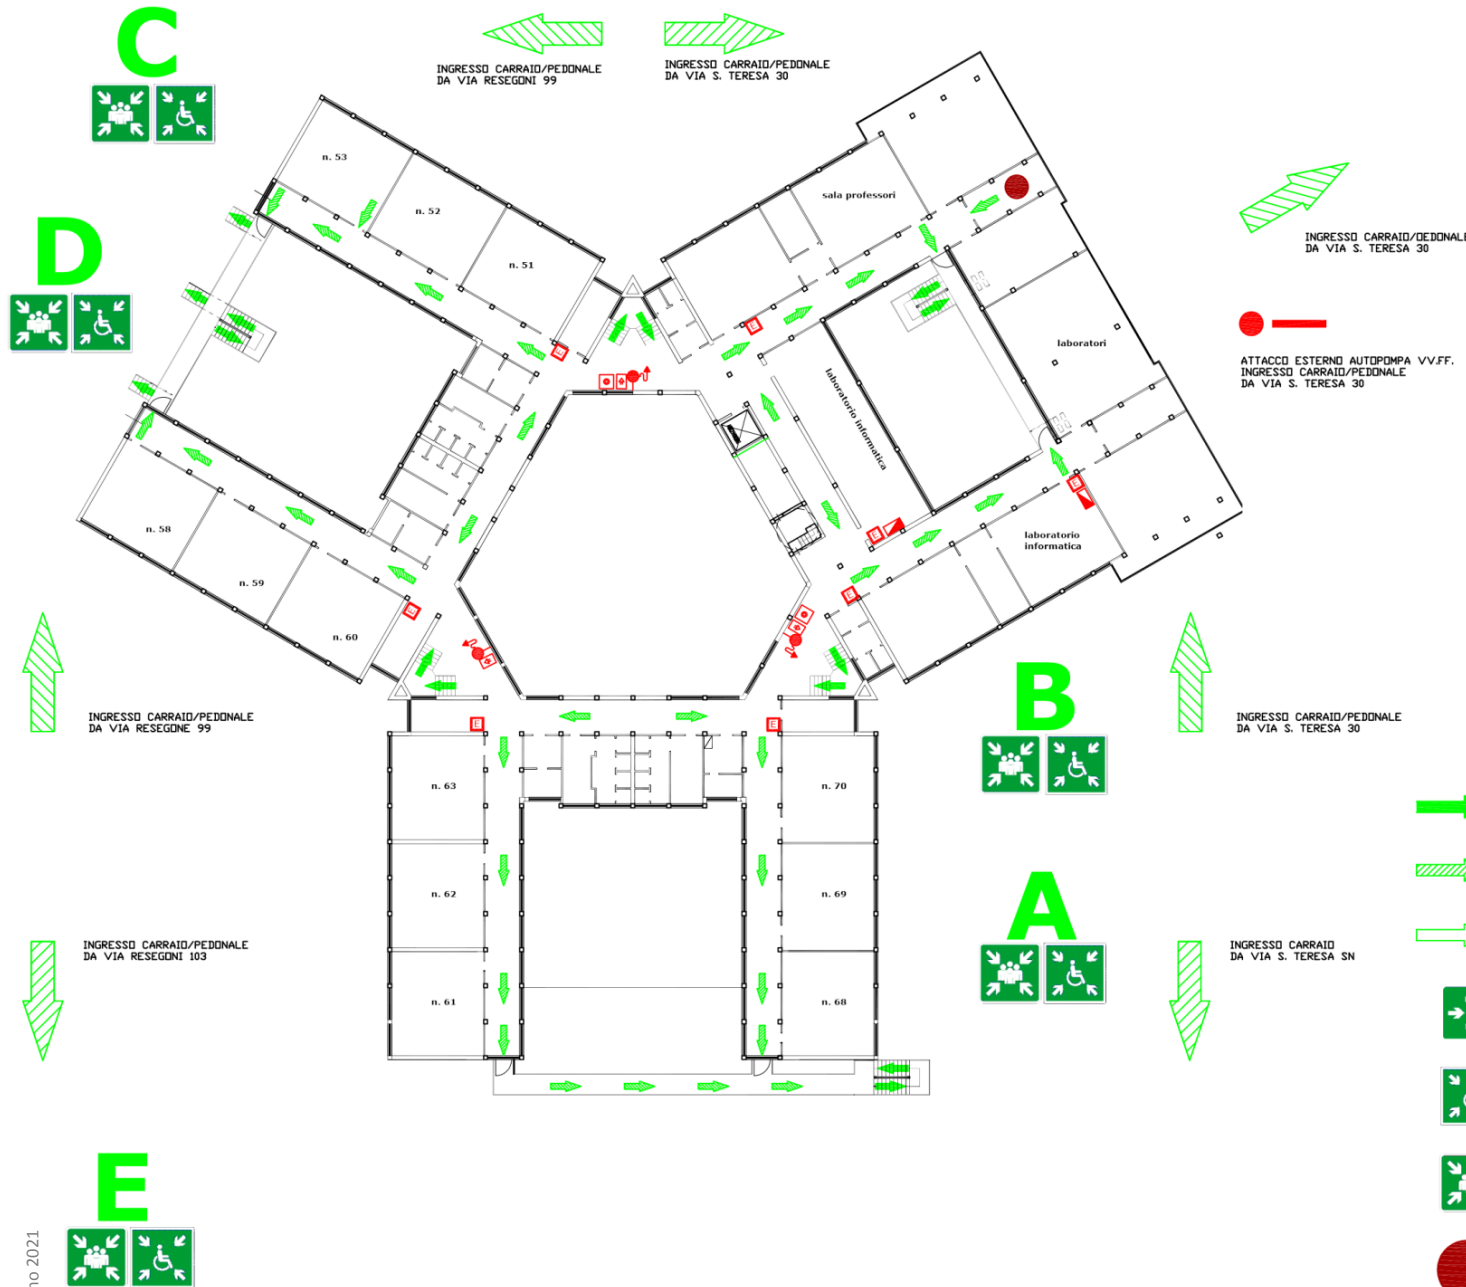 C
INGRESSO CARRAIO/PEDONALE
DA VIA RESEGONI 99
INGRESSO CARRAIO/PEDONALE
DA VIA S. TERESA 30
n. 53
n. 52
n. 51
sala professori
D
INGRESSO CARRAIO/DEDONALE
DA VIA S. TERESA 30
E
E
laboratori
ATTACCO ESTERNO AUTOPOMPA VV.FF.
INGRESSO CARRAIO/PEDONALE
DA VIA S. TERESA 30
laboratorio informatica
E
E
laboratorio
informatica
n. 58
n. 59
n. 60
E
E
INGRESSO CARRAIO/PEDONALE
DA VIA RESEGONE 99
B
INGRESSO CARRAIO/PEDONALE
DA VIA S. TERESA 30
E
E
n. 63
n. 70
n. 62
n. 69
A
INGRESSO CARRAIO/PEDONALE
DA VIA RESEGONI 103
INGRESSO CARRAIO
DA VIA S. TERESA SN
n. 61
n. 68
E
no 2021